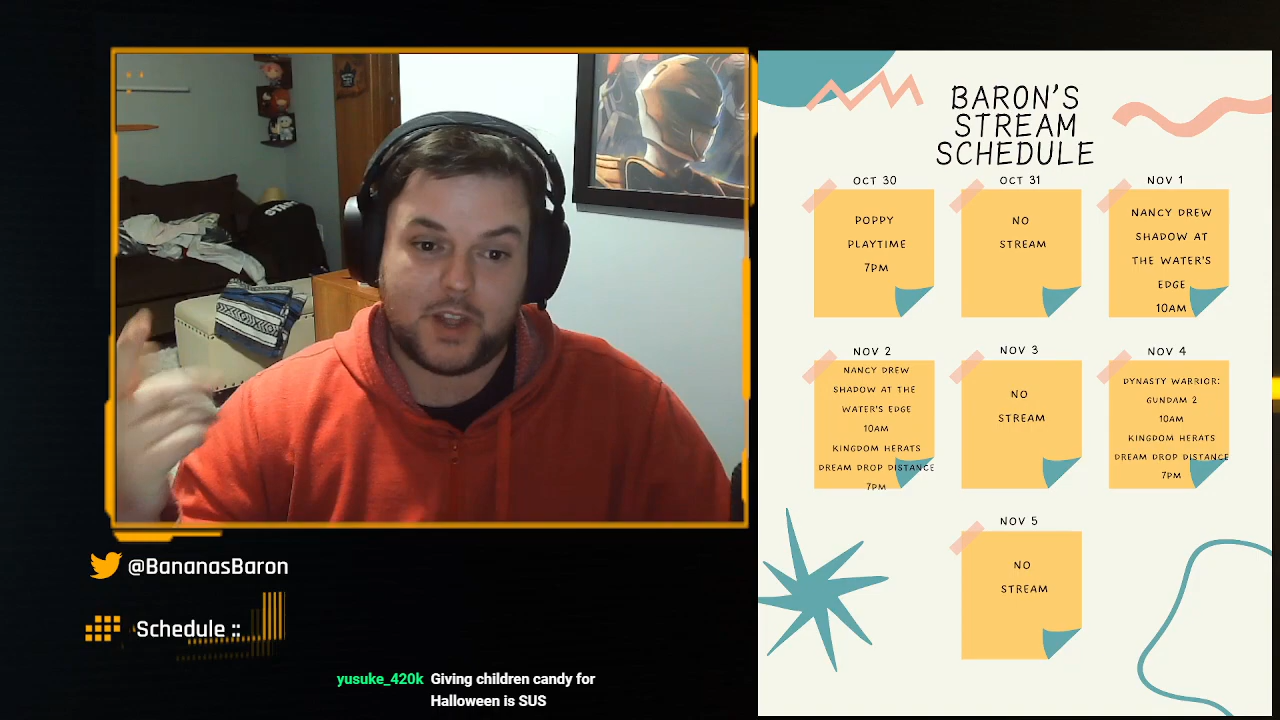 BARON'S
STREAM
SCHEDULE
OCT 30
POPPY
PLAYTIME
7PM
OCT 31
NO
STREAM
NOV 1
NANCY DREW
SHADOW AT
THE WATER'S
EDGE
10AM
NOV 2
NANCY DREW
SHADOW AT THE
WATER'S EDGE
10AM
KINGDOM HERATS
DREAM DROP DISTANCE
7PM
NOV 3
NO
STREAM
NOV 4
DYNASTY WARRIOR:
GUNDAM 2
10AM
KINGDOM HERATS
DREAM DROP DISTANCE
7PM
NOV 5
NO
STREAM
@BananasBaron
Schedule ::
yusuke_420k Giving children candy for
Halloween is SUS